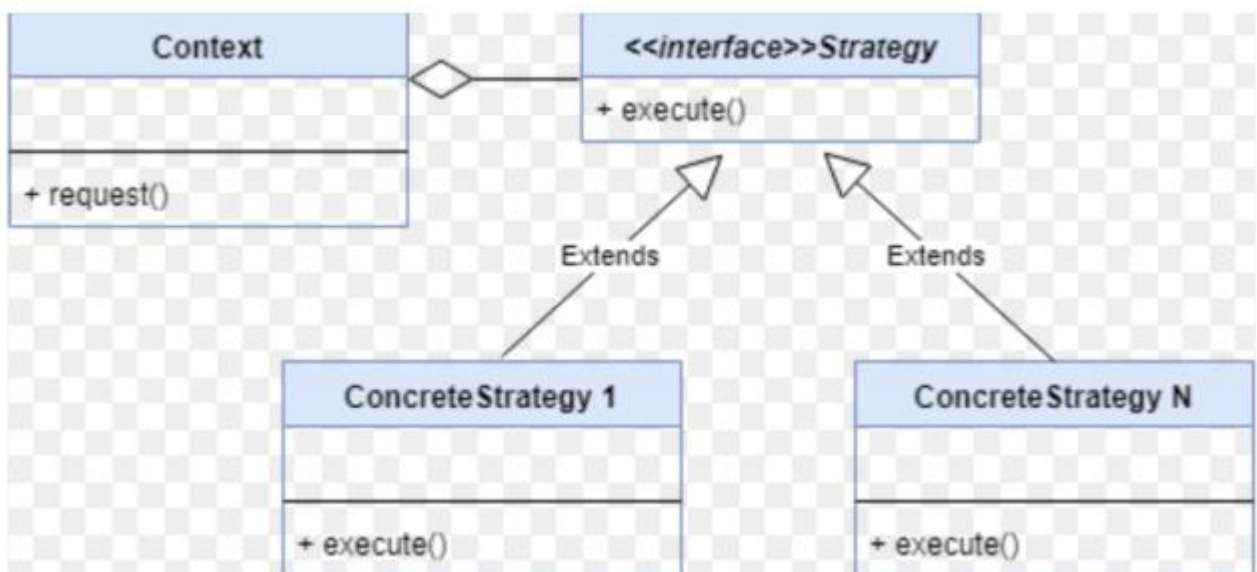 Context
<<interface>>Strategy
+ execute()
+ request()
Extends
Extends
ConcreteStrategy 1
ConcreteStrategy N
+ execute()
+ execute()